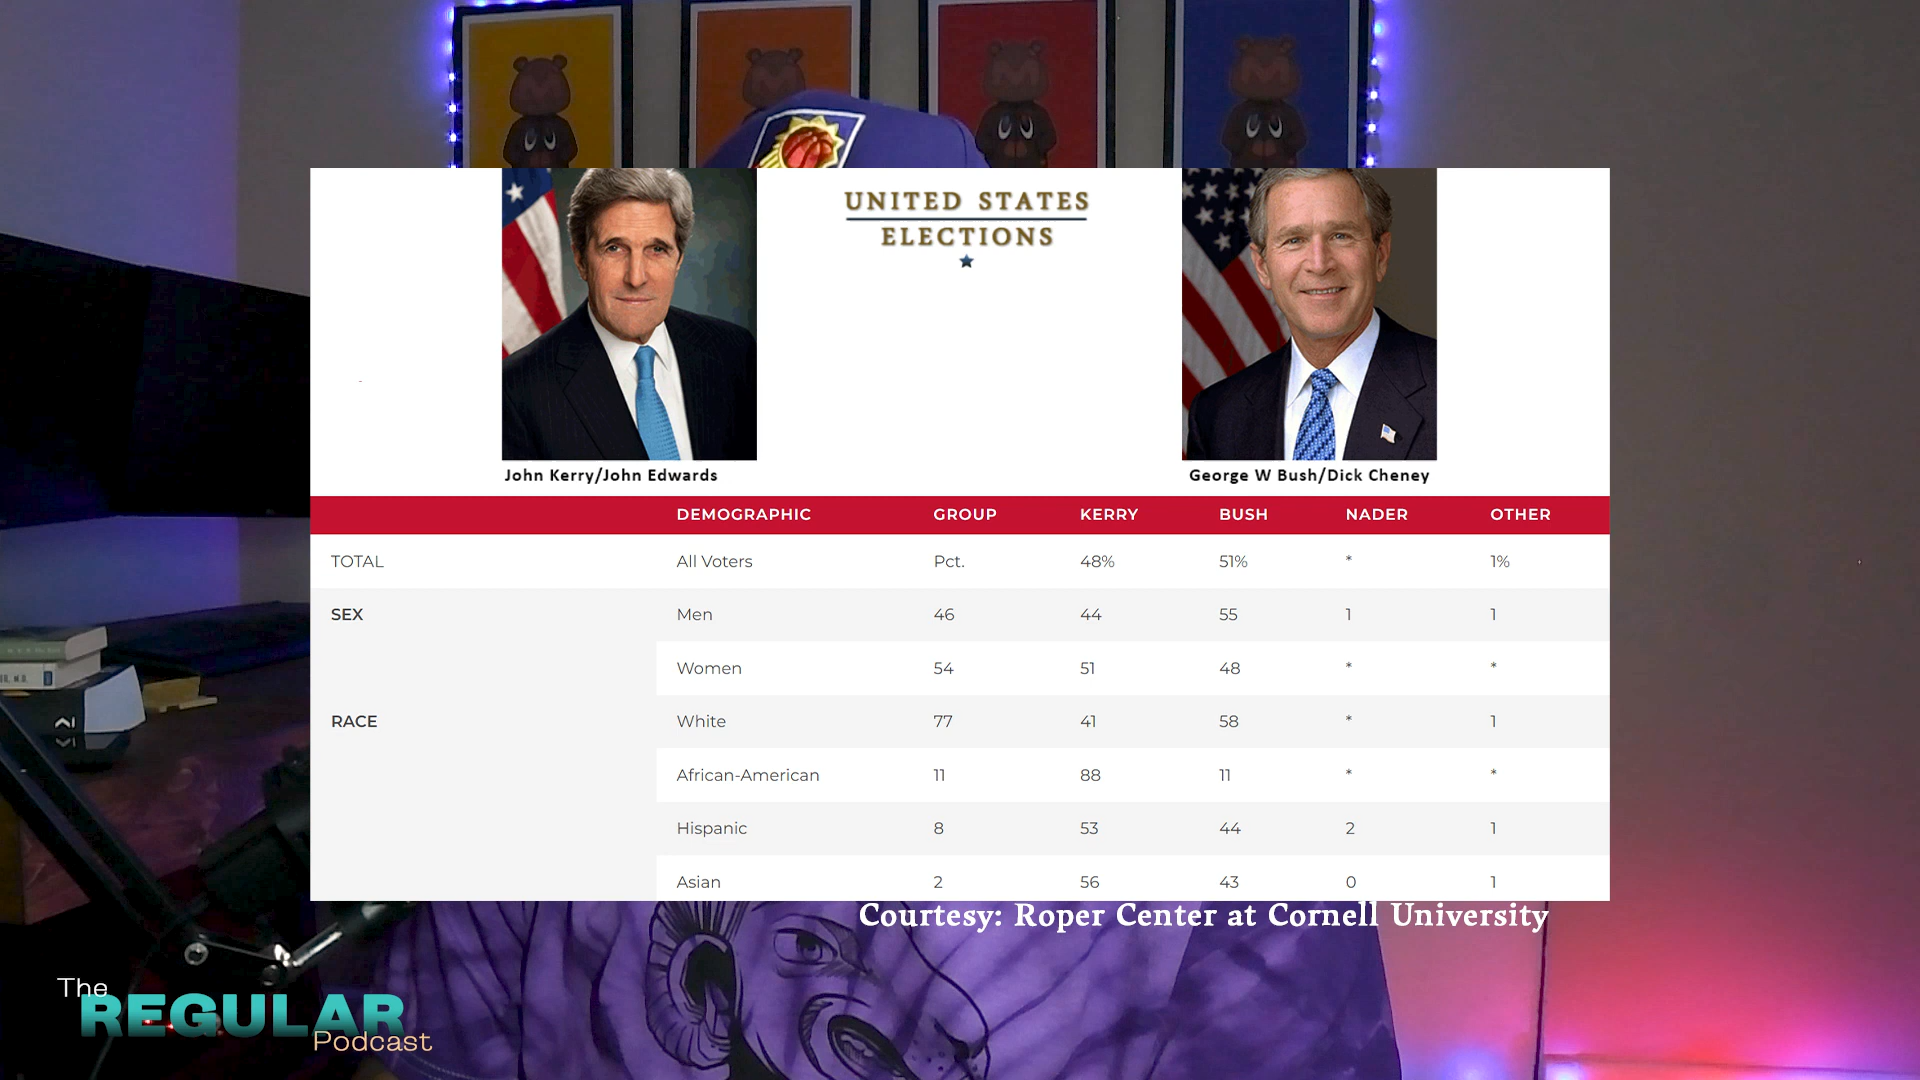 UNITED STATES
ELECTIONS
John Kerry/John Edwards
George W Bush/Dick Cheney
DEMOGRAPHIC GROUP KERRY BUSH NADER OTHER
TOTAL All Voters Pct. 48% 51% * 1%
SEX Men 46 44 55 1 1
Women 54 51 48 * *
RACE White 77 41 58 * 1
African-American 11 88 11 * *
Hispanic 8 53 44 2 1
Asian 2 56 43 0 1
Courtesy: Roper Center at Cornell University
The
REGULAR
Podcast